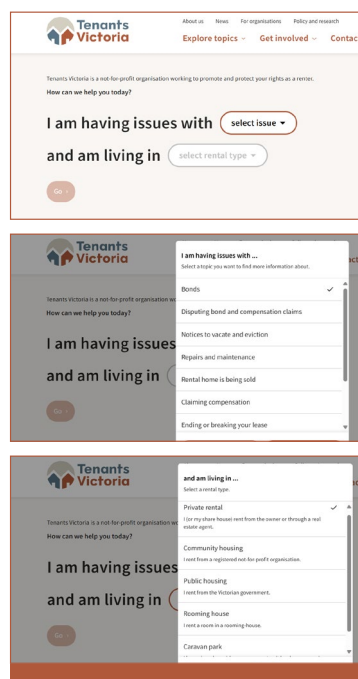 Tenants
Victoria
About us News For organisations Policy and research
Explore topics Get involved Contac
Tenants Victoria is a not-for-profit organisation working to promote and protect your rights as a renter.
How can we help you today?
I am having issues with select issue
and am living in select rental type
Go
Tenants
Victoria
I am having issues with ...
Select a topic you want to find more information about.
Tenants Victoria is a not-for-profit organisation wo
How can we help you today?
I am having issues
and am living in
Go
Bonds
Disputing bond and compensation claims
Notices to vacate and eviction
Repairs and maintenance
Rental home is being sold
Claiming compensation
Ending or breaking your lease
Tenants
Victoria
and am living in ...
Select a rental type.
Tenants Victoria is a not-for-profit organisation wo
How can we help you today?
I am having issues
and am living in
Go
Private rental
I (or my share house) rent from the owner or through a real
estate agent.
Community housing
I rent from a registered not-for-profit organisation.
Public housing
I rent from the Victorian government.
Rooming house
I rent a room in a rooming-house.
Caravan park